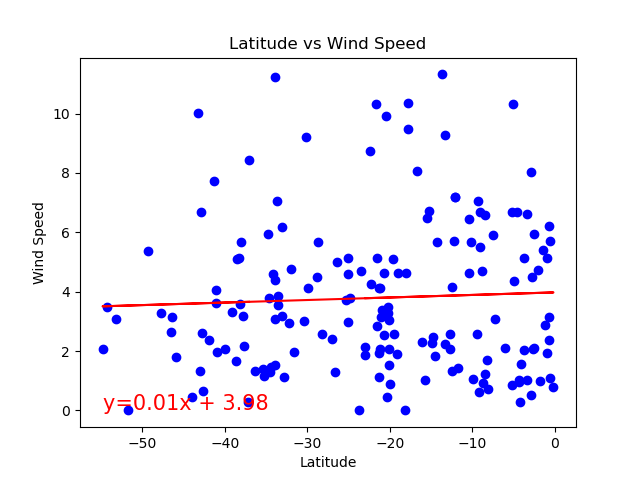 Latitude vs Wind Speed
Wind Speed
10
8
6
4
2
0
y=0.01x + 3.98
−50 −40 −30 −20 −10 0
Latitude